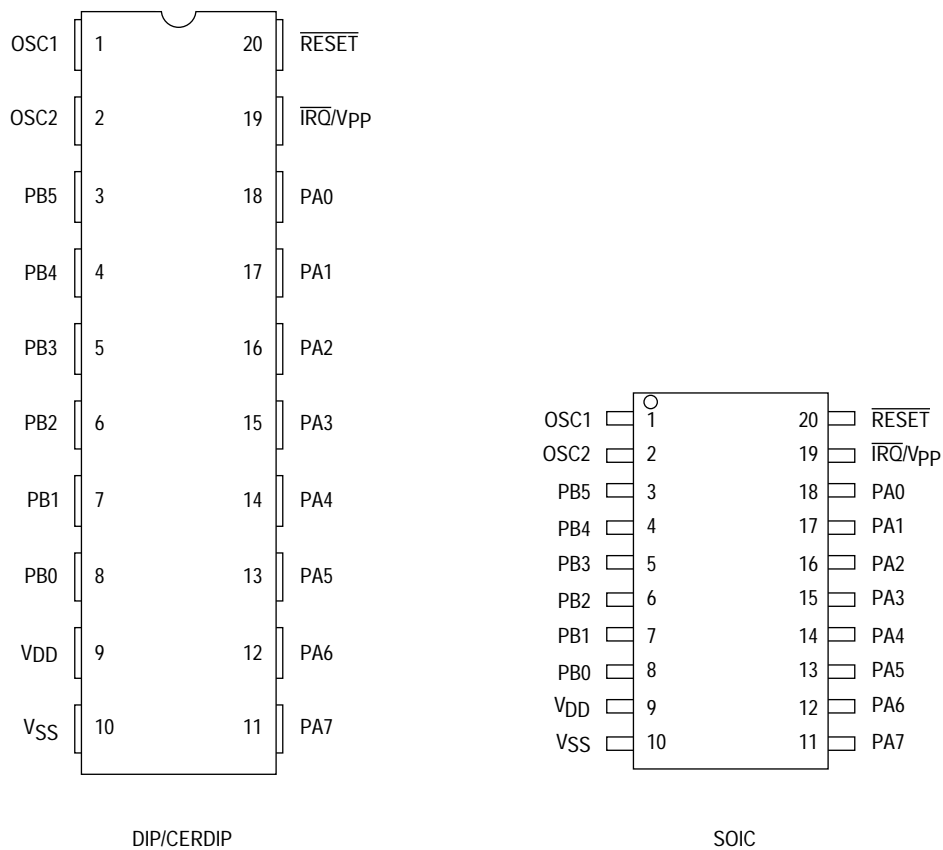 OSC1 1 20 RESET
OSC2 2 19 IRQ/VPP
PB5 3 18 PA0
PB4 4 17 PA1
PB3 5 16 PA2
PB2 6 15 PA3
PB1 7 14 PA4
PB0 8 13 PA5
VDD 9 12 PA6
VSS 10 11 PA7
DIP/CERDIP
OSC1 1 20 RESET
OSC2 2 19 IRQ/VPP
PB5 3 18 PA0
PB4 4 17 PA1
PB3 5 16 PA2
PB2 6 15 PA3
PB1 7 14 PA4
PB0 8 13 PA5
VDD 9 12 PA6
VSS 10 11 PA7
SOIC